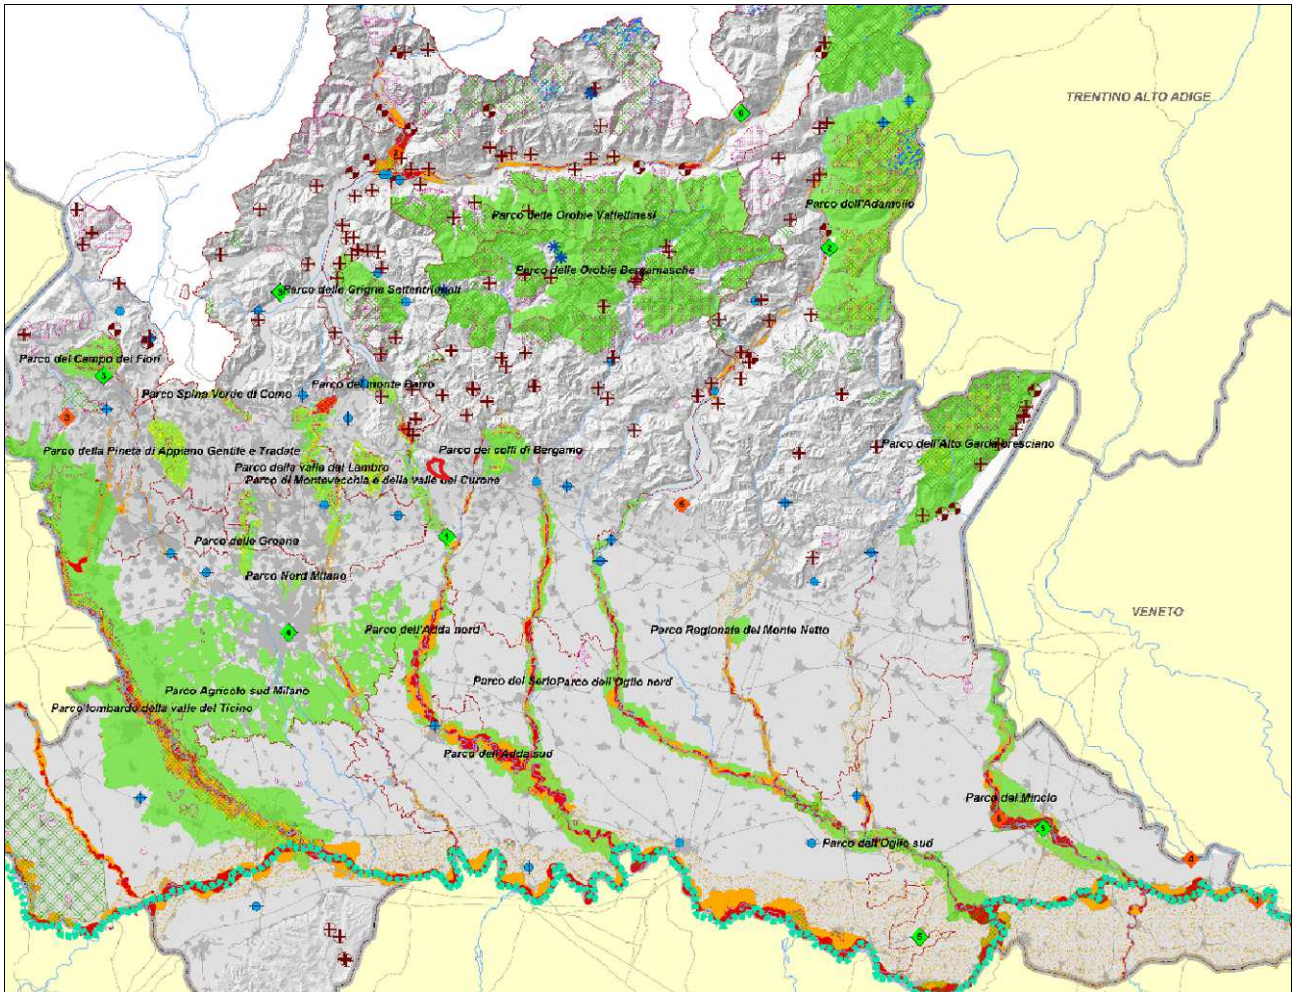 TRENTINO ALTO ADIGE
Parco dell'Adamello
Parco delle Orobie Valtellinesi
Parco delle Orobie Bergamasche
Parco delle Grigne Settentrionali
Parco del Campo dei Fiori
Parco del monte Barro
Parco Spina Verde di Como
Parco dell'Alto Garda bresciano
Parco della Pineta di Appiano Gentile e Tradate
Parco dei colli di Bergamo
Parco della valle del Lambro
Parco di Montevecchia e della valle del Curone
Parco delle Groane
Parco Nord Milano
VENETO
Parco dell'Adda nord
Parco Regionale del Monte Netto
Parco del Serio
Parco dell'Oglio nord
Parco Agricolo sud Milano
Parco lombardo della valle del Ticino
Parco dell'Adda sud
Parco del Mincio
Parco dell'Oglio sud